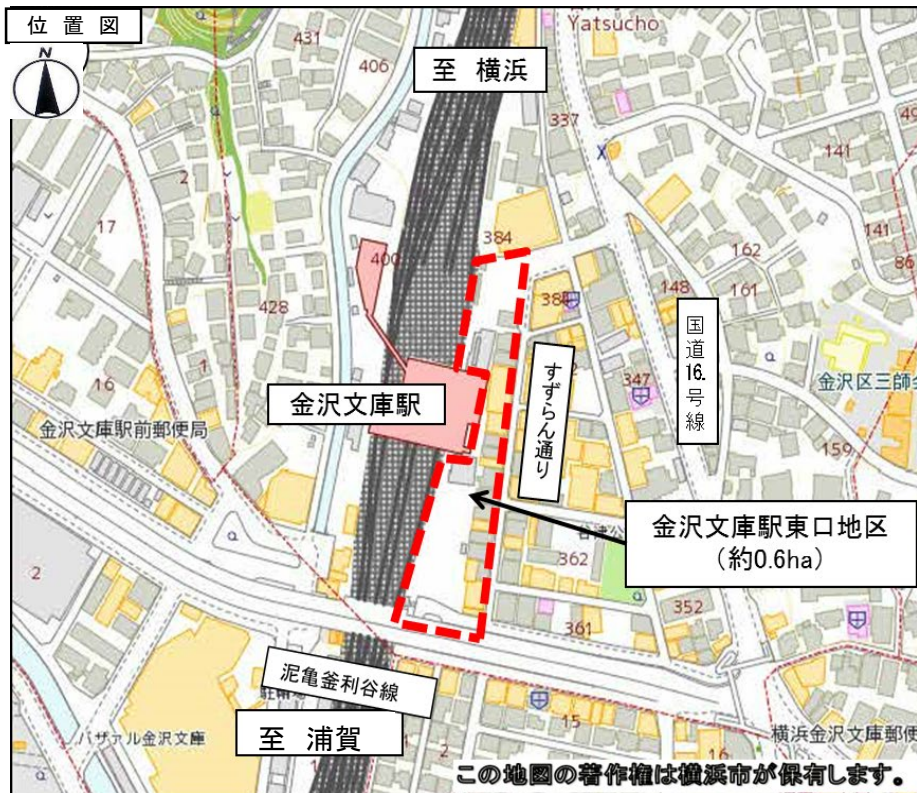 位置図
N
Yatsucho
431
406
至 横浜
337
49
141
141
2
17
384
400
162
86
148
161
38
428
国道16号線
すずらん通り
347
金沢区三師会
1
16
金沢文庫駅
金沢文庫駅前郵便局
159
金沢文庫駅東口地区
（約0.6ha）
362
2
352
361
泥亀釜利谷線
15
バザァル金沢文庫
至 浦賀
2
16
横浜金沢文庫郵便
この地図の著作権は横浜市が保有します。